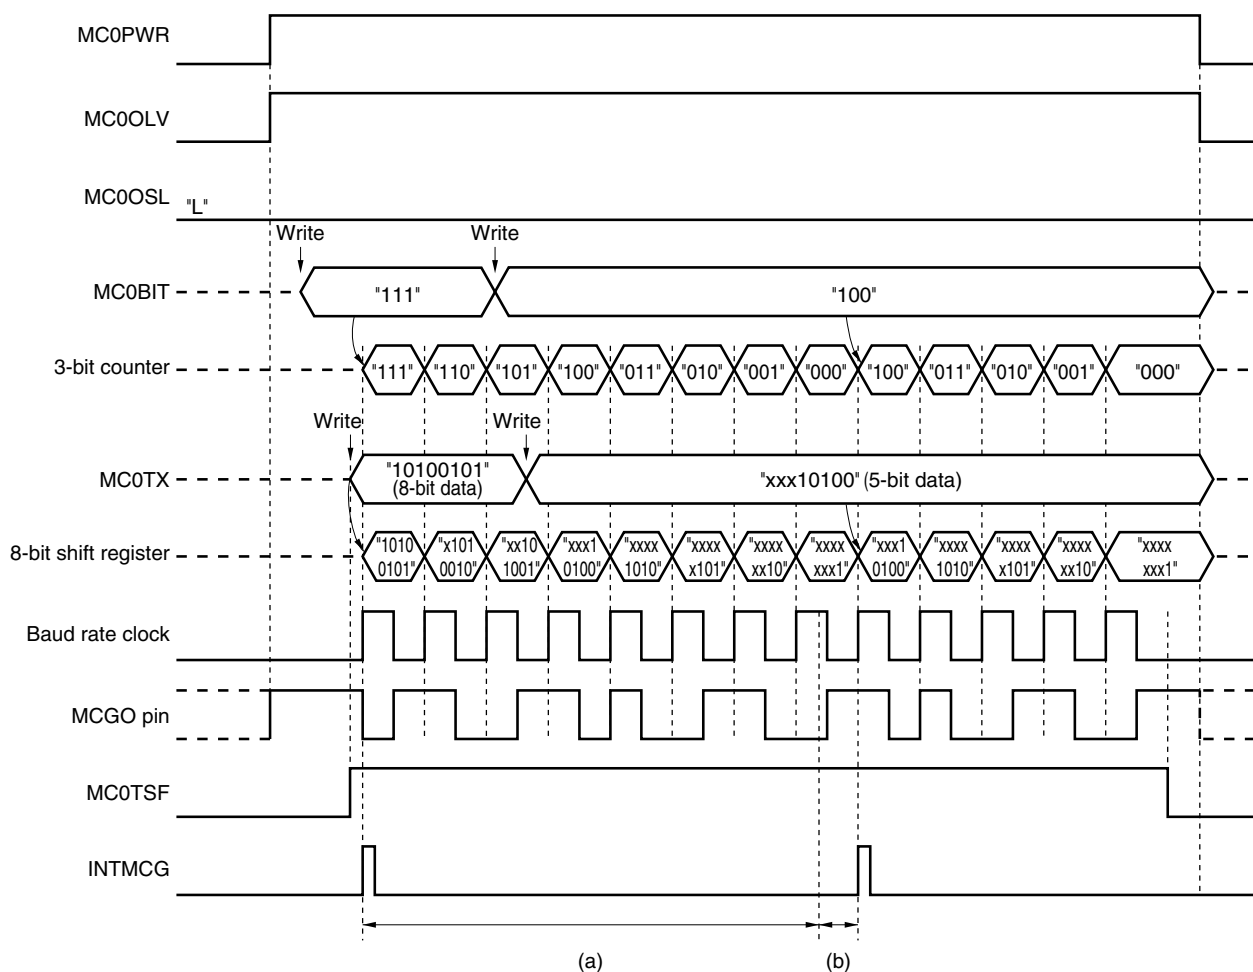 MC0PWR
MC0OLV
MC0OSL "L"
Write Write
MC0BIT "111" "100"
3-bit counter "111" "110" "101" "100" "011" "010" "001" "000" "100" "011" "010" "001" "000"
Write Write
MC0TX "10100101" "xxx10100" (5-bit data)
(8-bit data)
8-bit shift register "1010 "x101 "xx10 "xxx1 "xxxx "xxxx "xxxx "xxxx "xxx1 "xxxx "xxxx "xxxx "xxxx
0101" 0010" 1001" 0100" 1010" x101" xx10" xxx1" 0100" 1010" x101" xx10" xxx1"
Baud rate clock
MCGO pin
MC0TSF
INTMCG
(a) (b)